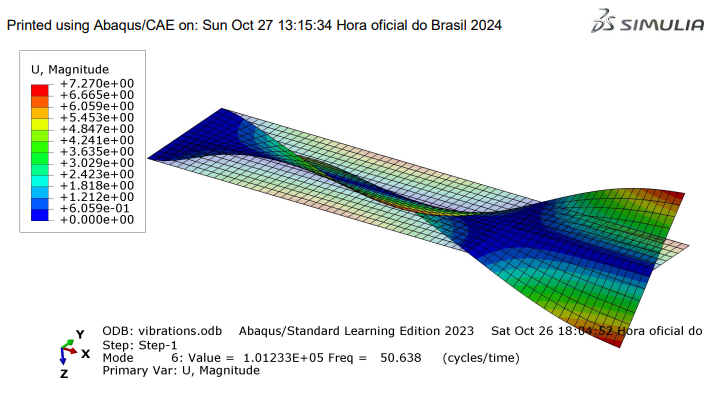 Printed using Abaqus/CAE on: Sun Oct 27 13:15:34 Hora oficial do Brasil 2024
SIMULIA
U, Magnitude
+7.270e+00
+6.665e+00
+6.059e+00
+5.453e+00
+4.847e+00
+4.241e+00
+3.635e+00
+3.029e+00
+2.423e+00
+1.818e+00
+1.212e+00
+6.059e-01
+0.000e+00
Y
X
Z
ODB: vibrations.odb Abaqus/Standard Learning Edition 2023 Sat Oct 26 18:04:52 Hora oficial do
Step: Step-1
Mode 6: Value = 1.01233E+05 Freq = 50.638 (cycles/time)
Primary Var: U, Magnitude